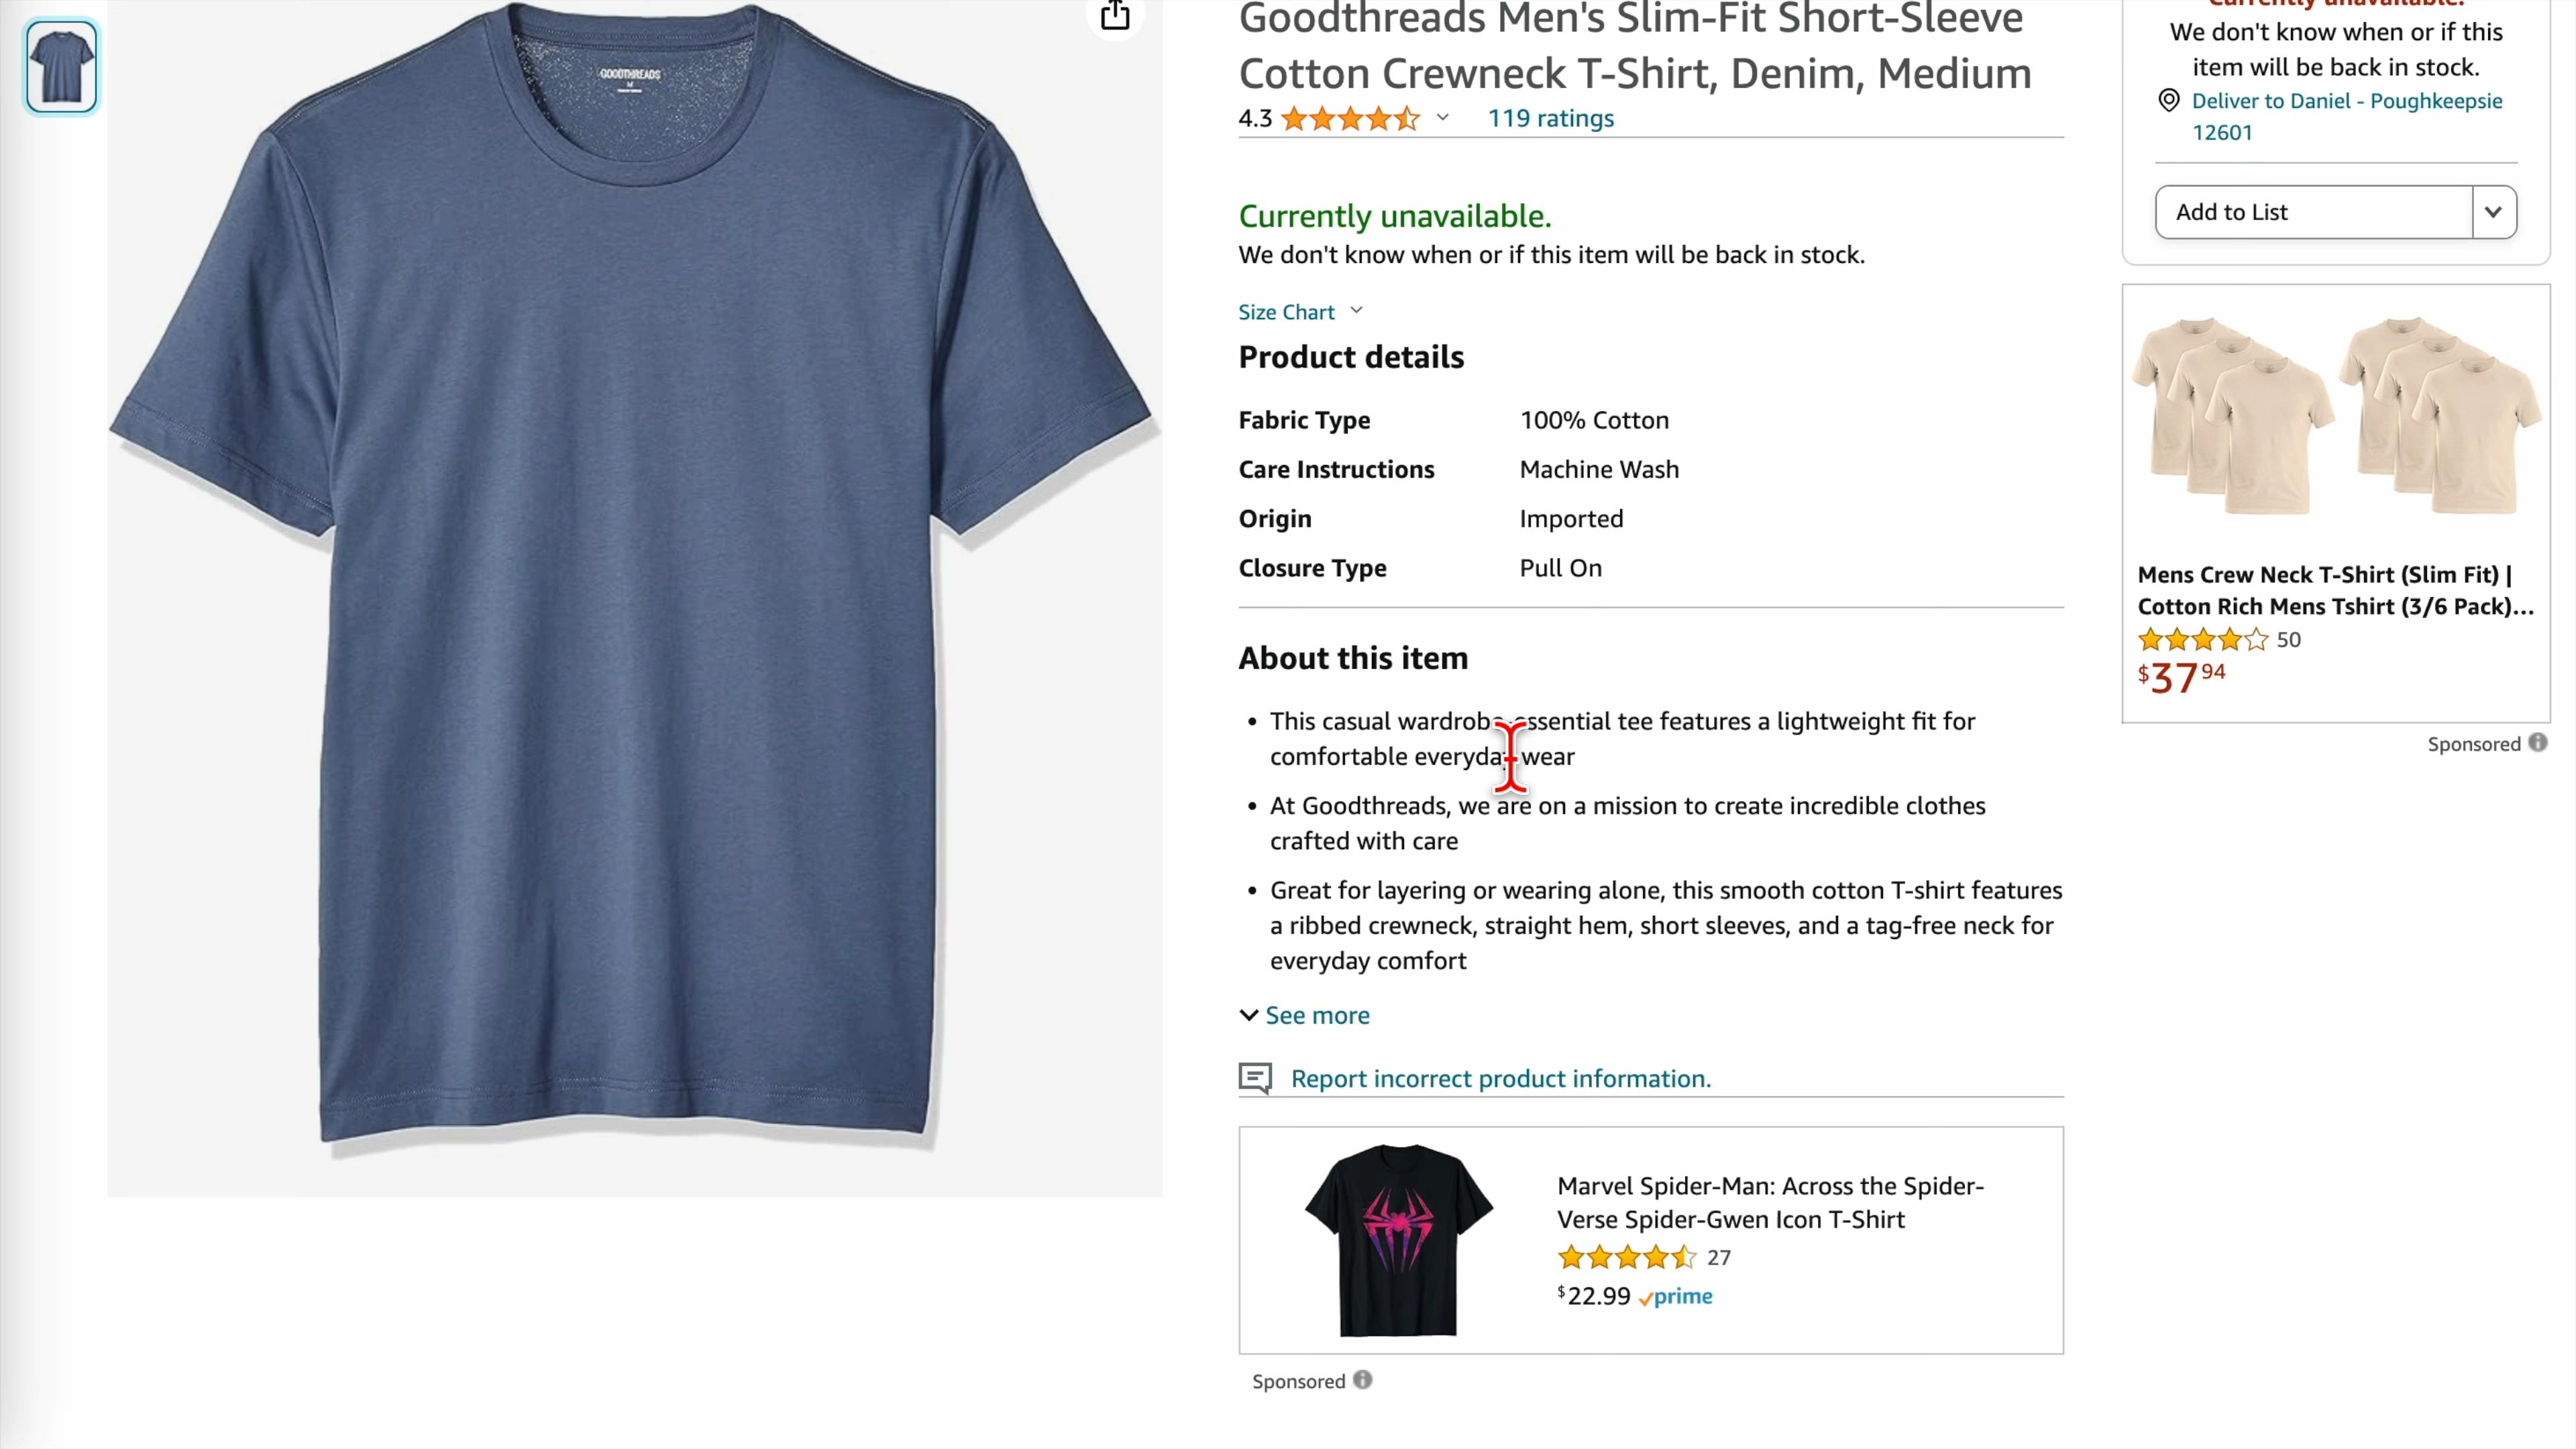 GOODTHREADS
M
Goodthreads Men's Slim-Fit Short-Sleeve
Cotton Crewneck T-Shirt, Denim, Medium
4.3
119 ratings
Currently unavailable.
We don't know when or if this item will be back in stock.
Size Chart
Product details
Fabric Type 100% Cotton
Care Instructions Machine Wash
Origin Imported
Closure Type Pull On
About this item
• This casual wardrobe essential tee features a lightweight fit for
comfortable everyday wear
• At Goodthreads, we are on a mission to create incredible clothes
crafted with care
• Great for layering or wearing alone, this smooth cotton T-shirt features
a ribbed crewneck, straight hem, short sleeves, and a tag-free neck for
everyday comfort
See more
Report incorrect product information.
Marvel Spider-Man: Across the Spider-
Verse Spider-Gwen Icon T-Shirt
27
$22.99 prime
Sponsored
Currently unavailable.
We don't know when or if this
item will be back in stock.
Deliver to Daniel - Poughkeepsie
12601
Add to List
Mens Crew Neck T-Shirt (Slim Fit) |
Cotton Rich Mens Tshirt (3/6 Pack)...
50
$37 94
Sponsored